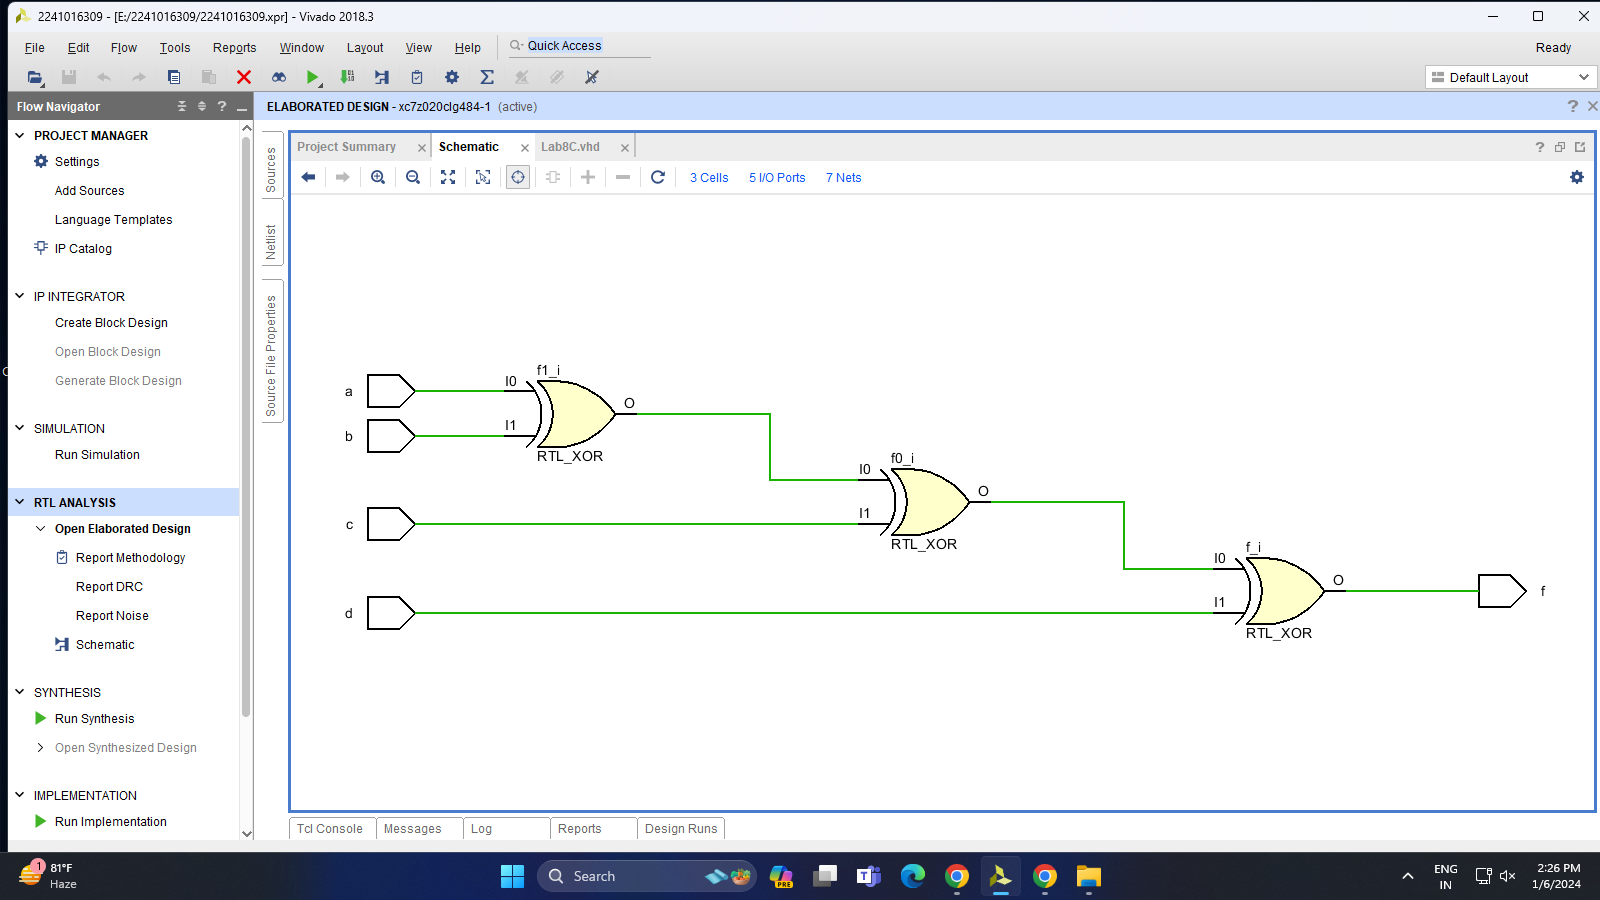 2241016309 - [E:/2241016309/2241016309.xpr] - Vivado 2018.3
File Edit Flow Tools Reports Window Layout View Help Quick Access Ready
Default Layout
Flow Navigator
ELABORATED DESIGN - xc7z020clg484-1 (active)
PROJECT MANAGER
Settings
Add Sources
Language Templates
IP Catalog
IP INTEGRATOR
Create Block Design
Open Block Design
Generate Block Design
SIMULATION
Run Simulation
RTL ANALYSIS
Open Elaborated Design
Report Methodology
Report DRC
Report Noise
Schematic
SYNTHESIS
Run Synthesis
Open Synthesized Design
IMPLEMENTATION
Run Implementation
Sources
Netlist
Source File Properties
Project Summary Schematic Lab8C.vhd
3 Cells 5 I/O Ports 7 Nets
f1_i
a I0
O
b I1
RTL_XOR
f0_i
I0
O
c I1
RTL_XOR
f_i
I0
O
f
d I1
RTL_XOR
Tcl Console Messages Log Reports Design Runs
1
81°F
Haze
Search
PRE
ENG
IN
2:26 PM
1/6/2024